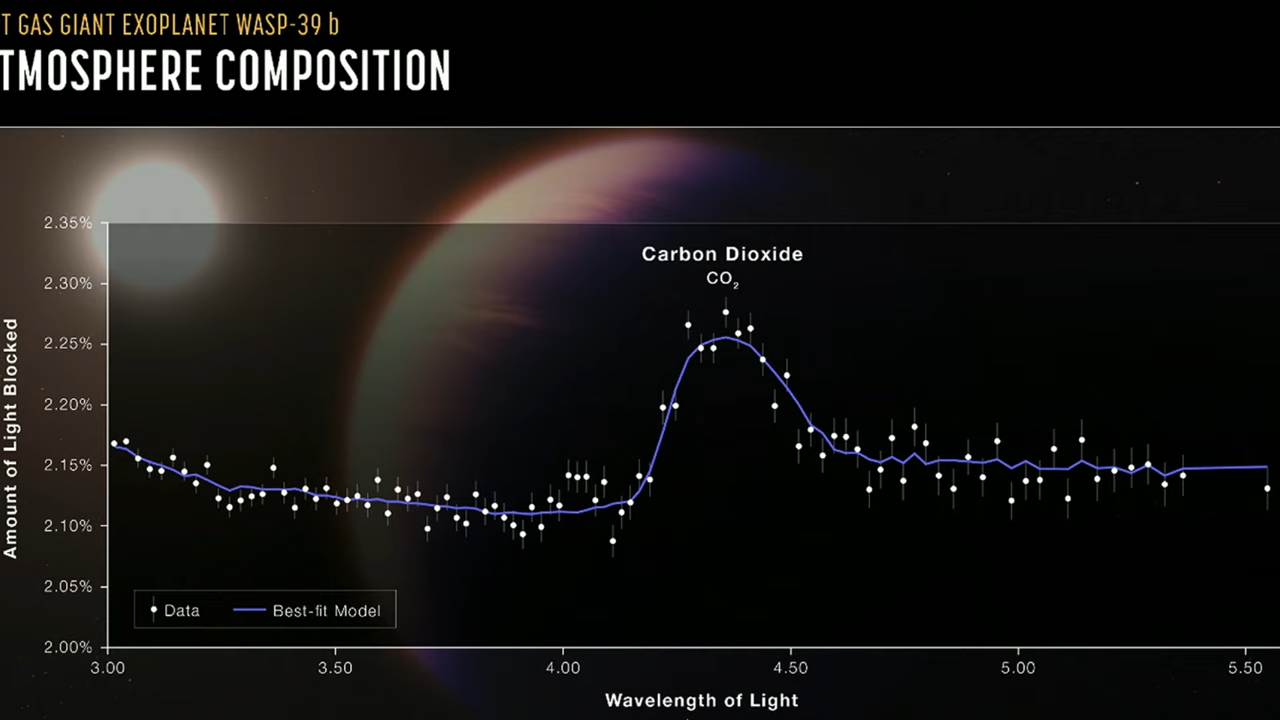 T GAS GIANT EXOPLANET WASP-39 b
TMOSPHERE COMPOSITION
2.35%
2.30%
2.25%
2.20%
2.15%
2.10%
2.05%
2.00%
Amount of Light Blocked
Carbon Dioxide
CO₂
Data
Best-fit Model
3.00
3.50
4.00
4.50
5.00
5.50
Wavelength of Light